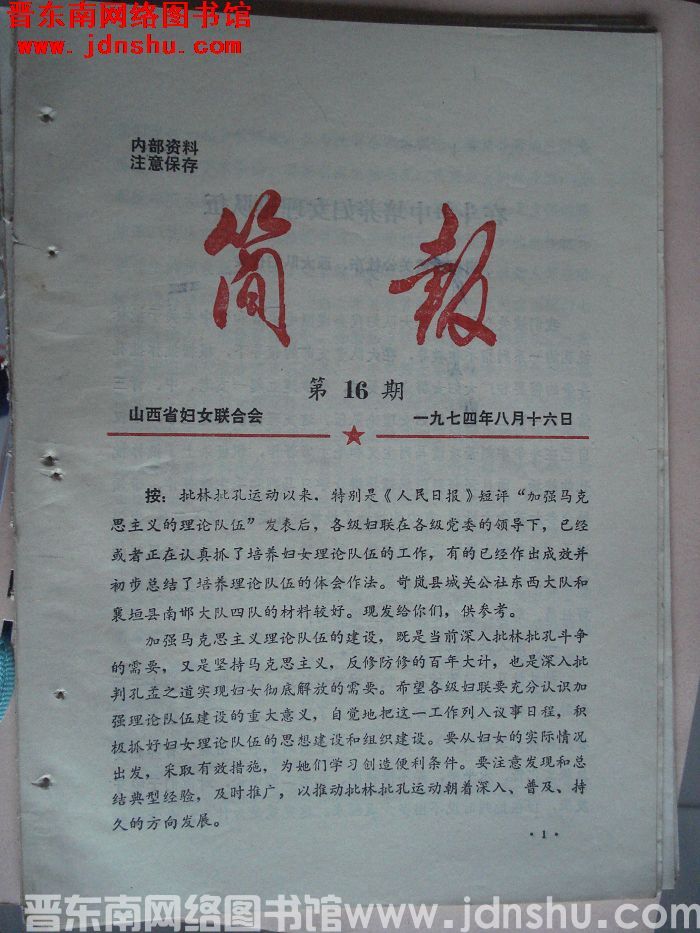 晋东南网络图书馆
www.jdnshu.com
内部资料
注意保存
简报
第16期
山西省妇女联合会 一九七四年八月十六日
按：批林批孔运动以来，特别是《人民日报》短评“加强马克
思主义的理论队伍”发表后，各级妇联在各级党委的领导下，已经
或者正在认真抓了培养妇女理论队伍的工作，有的已经作出成效并
初步总结了培养理论队伍的体会作法。岢岚县城关公社东西大队和
襄垣县南邯大队四队的材料较好。现发给你们，供参考。
加强马克思主义理论队伍的建设，既是当前深入批林批孔斗争
的需要，又是坚持马克思主义，反修防修的百年大计，也是深入批
判孔孟之道实现妇女彻底解放的需要。希望各级妇联要充分认识加
强理论队伍建设的重大意义，自觉地把这一工作列入议事日程，积
极抓好妇女理论队伍的思想建设和组织建设。要从妇女的实际情况
出发，采取有效措施，为她们学习创造便利条件。要注意发现和总
结典型经验，及时推广，以推动批林批孔运动朝着深入、普及、持
久的方向发展。
·1·
晋东南网络图书馆www.jdnshu.com